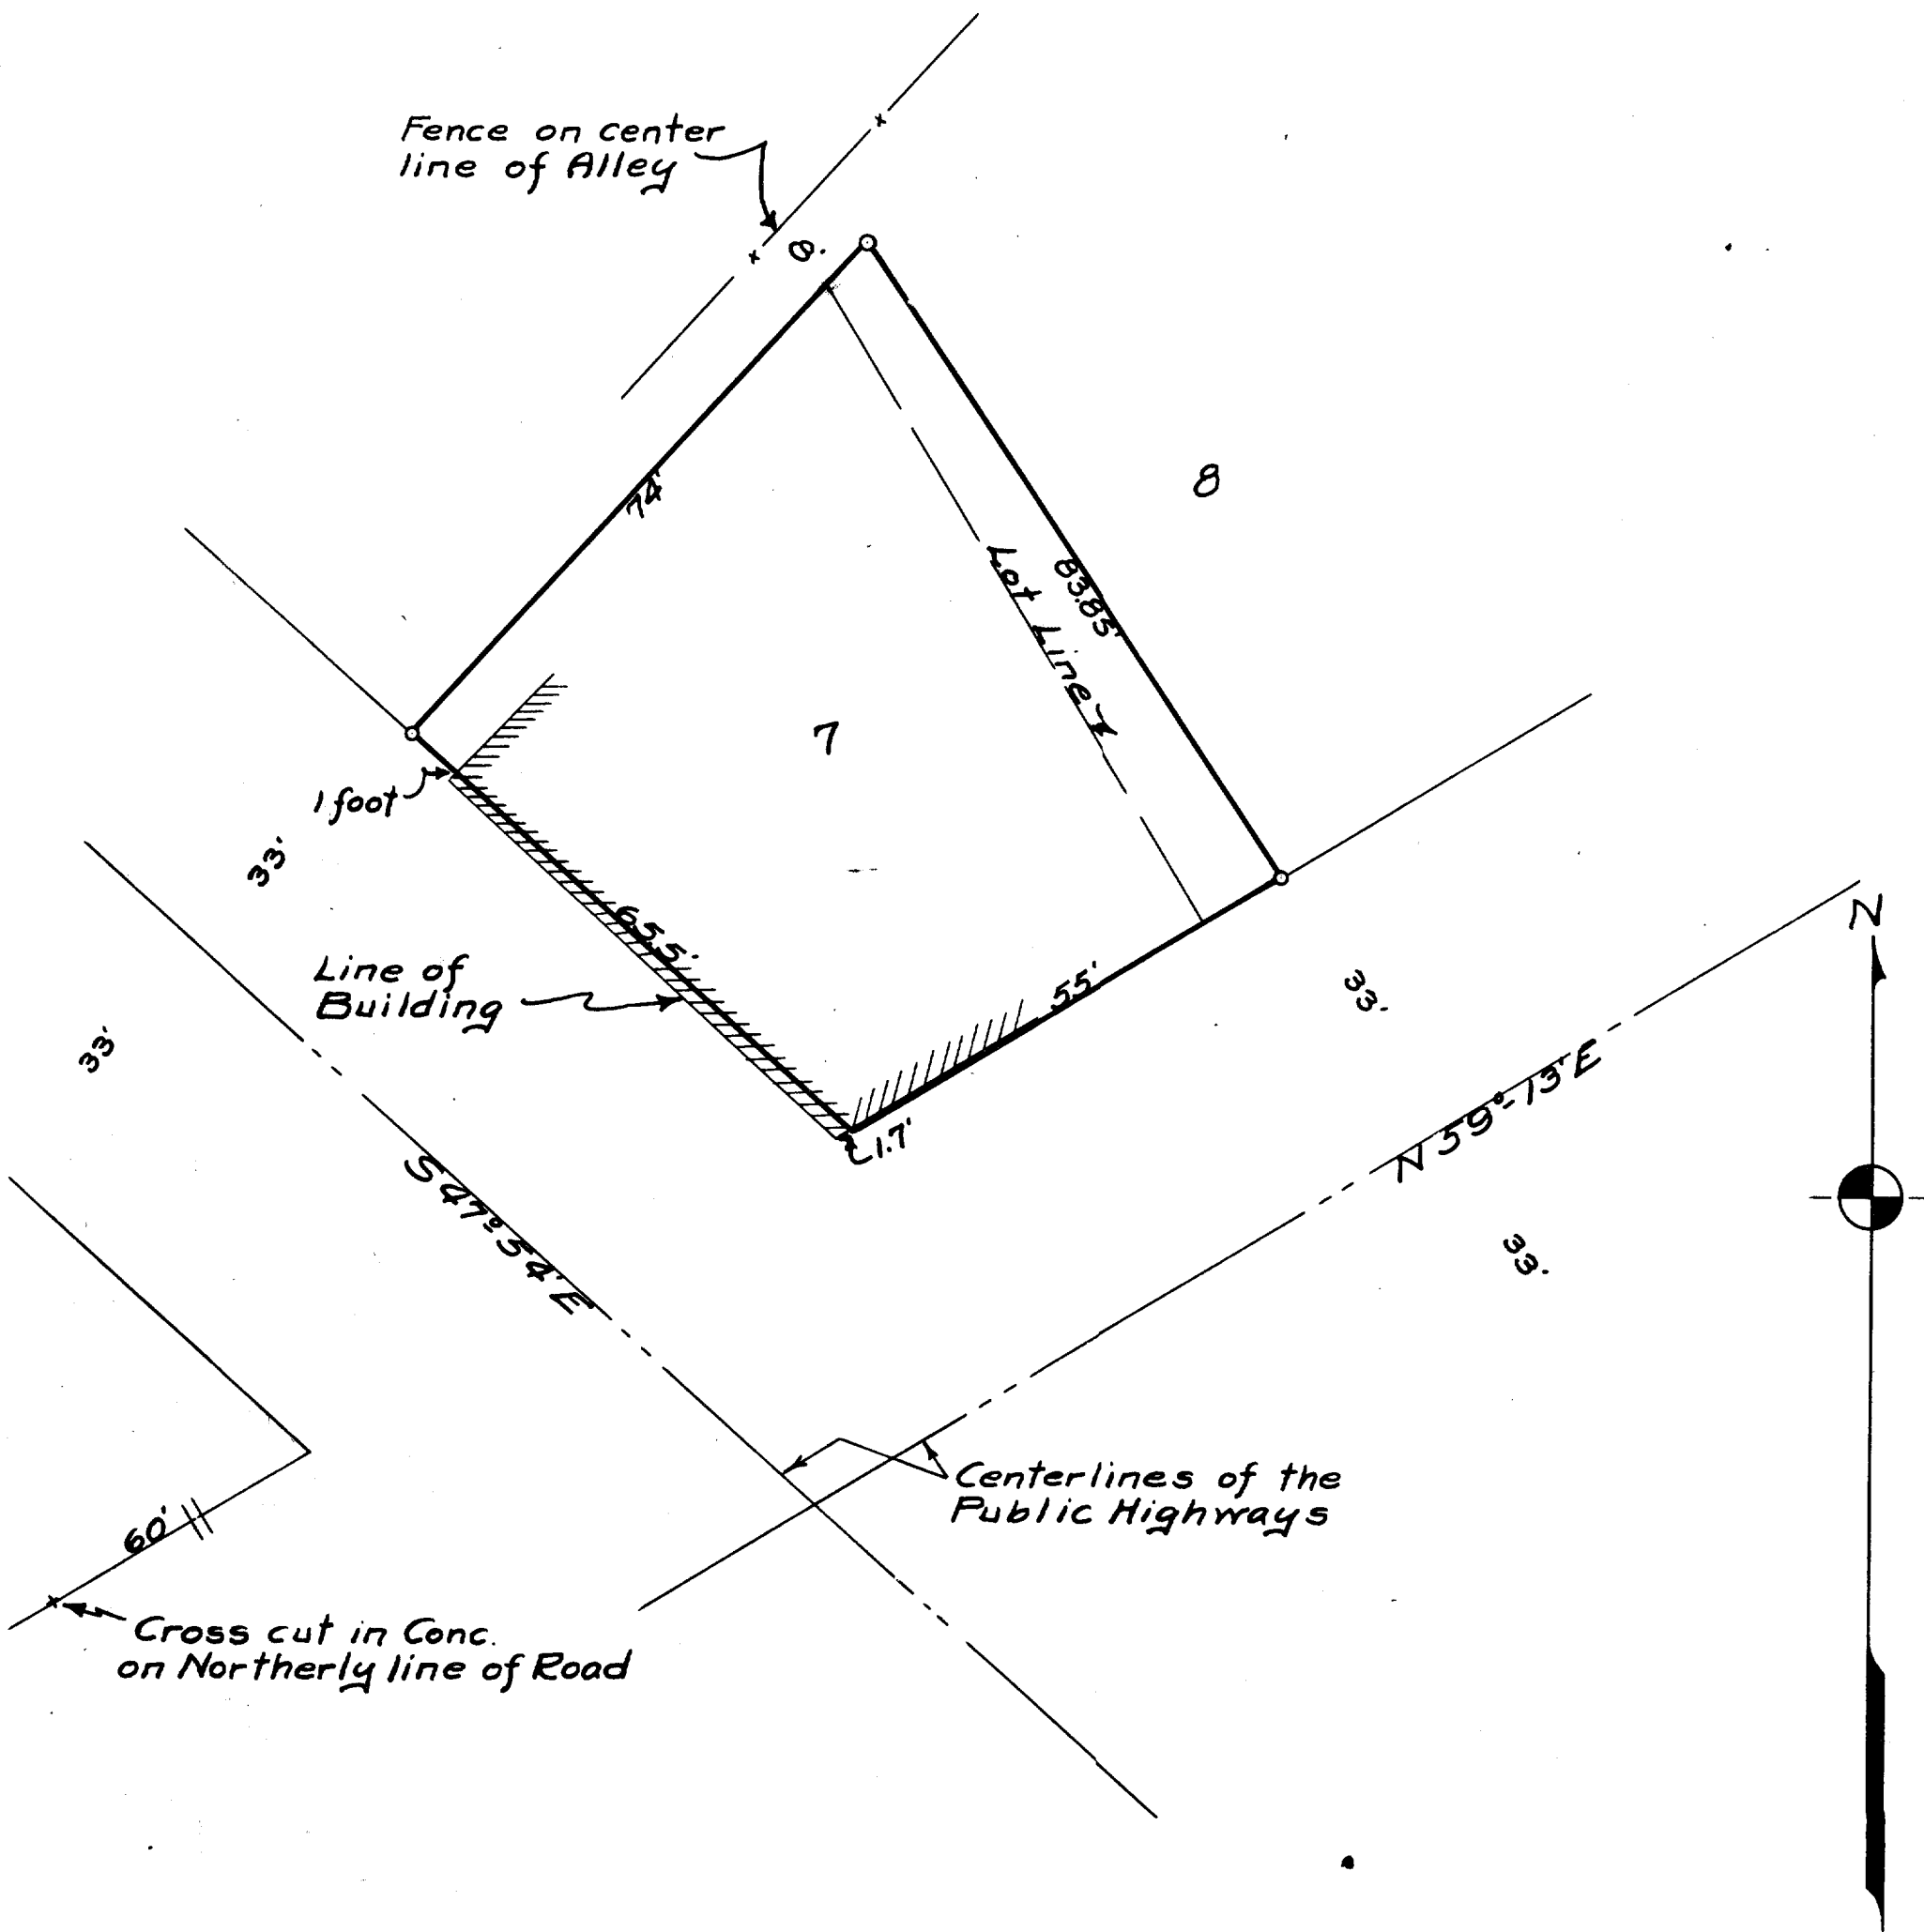 Fence on center
line of Alley
8'
74'
8
Lot Line
83.85'
7
1 foot
33'
65.5'
Line of
Building
55'
33'
N
33'
1.7'
N 59°-13' E
S 47°-54' E
33'
Centerlines of the
Public Highways
60'
Cross cut in Conc.
on Northerly line of Road